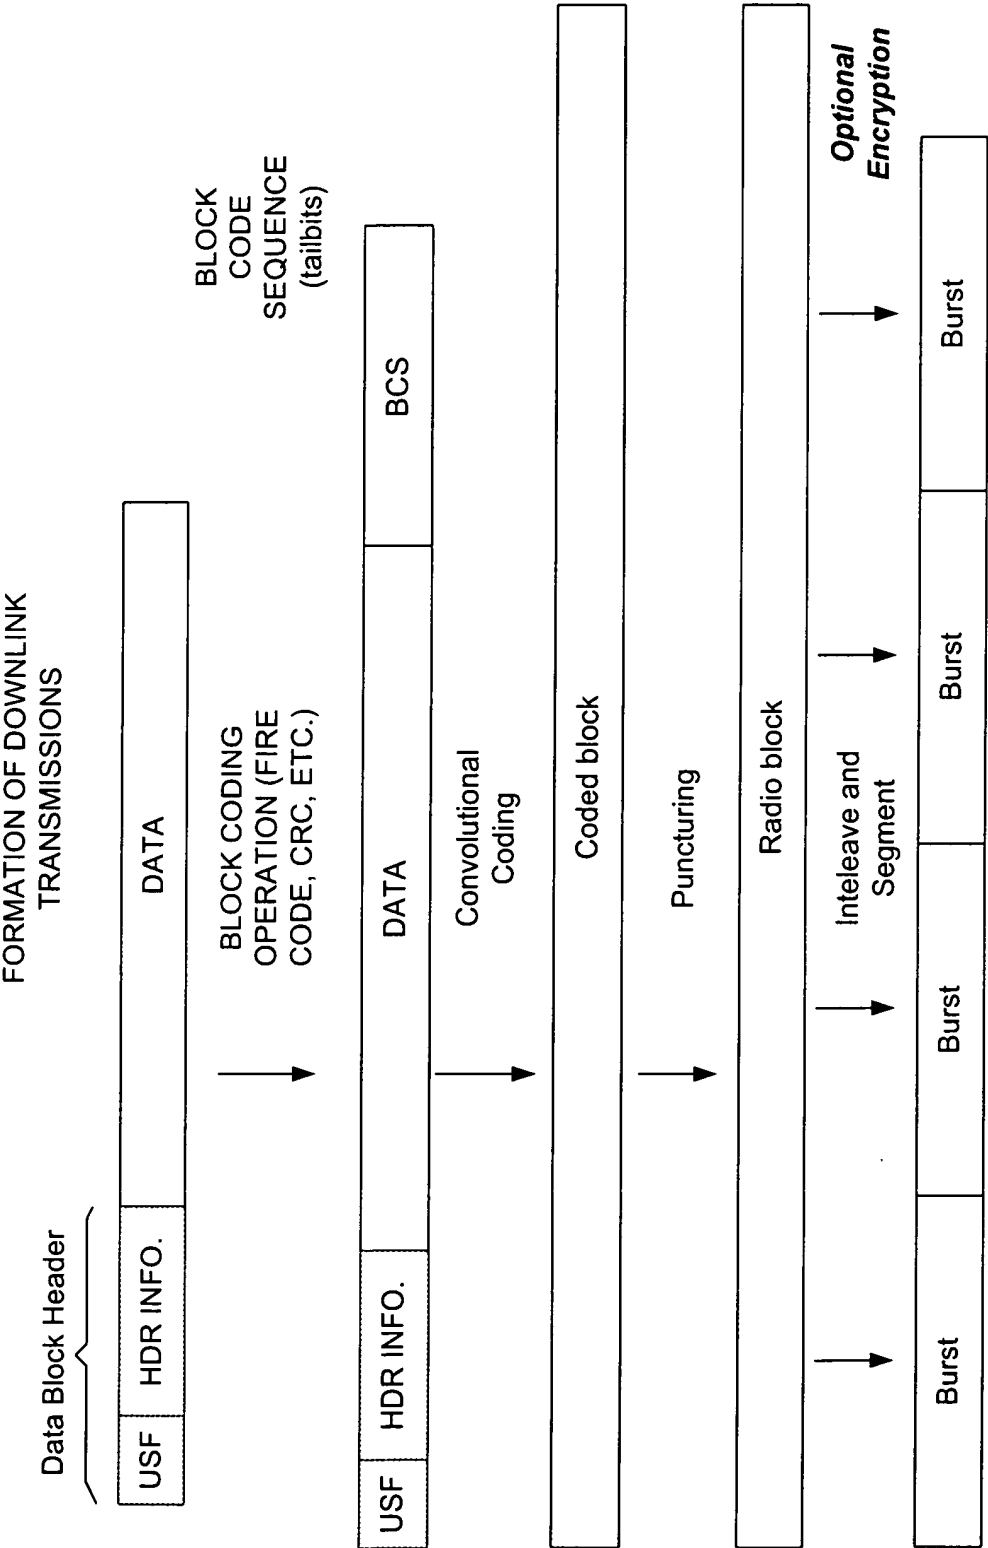 FORMATION OF DOWNLINK
TRANSMISSIONS
Data Block Header
USF
HDR INFO.
DATA
BLOCK CODING
OPERATION (FIRE
CODE, CRC, ETC.)
BLOCK
CODE
SEQUENCE
(tailbits)
USF
HDR INFO.
DATA
BCS
Convolutional
Coding
Coded block
Puncturing
Radio block
Inteleave and
Segment
Optional
Encryption
Burst
Burst
Burst
Burst